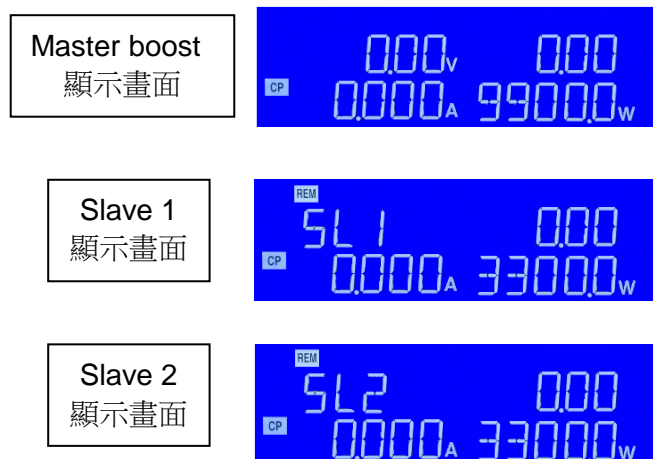 Master boost
顯示畫面
0.00V 0.00
CP 0.000A 9900.0W
Slave 1
顯示畫面
REM
SL1 0.00
CP 0.000A 3300.0W
Slave 2
顯示畫面
REM
SL2 0.00
CP 0.000A 3300.0W